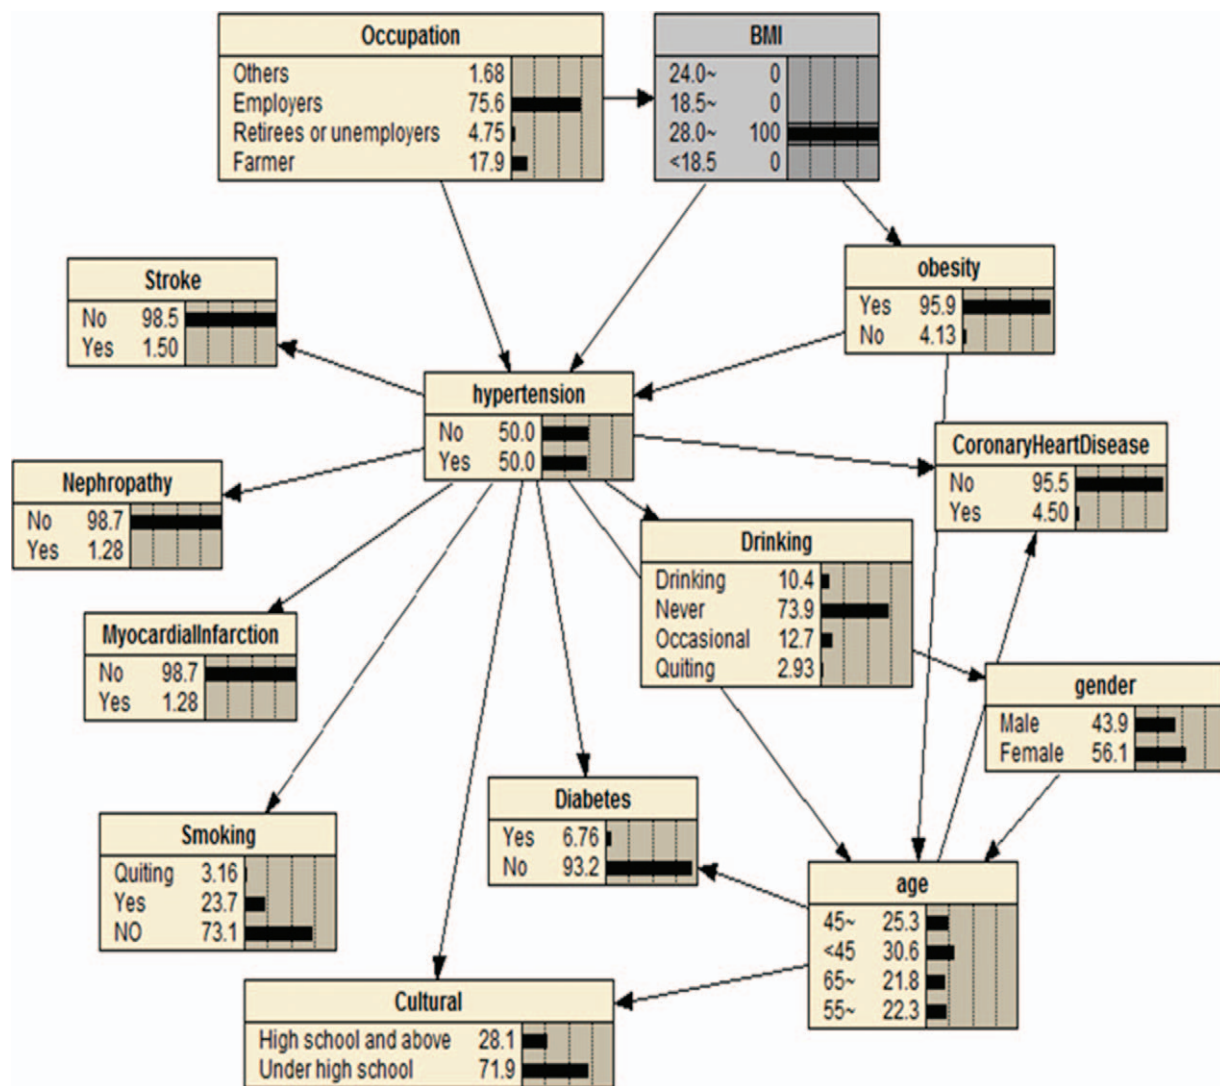 Occupation
Others 1.68
Employers 75.6
Retirees or unemployers 4.75
Farmer 17.9
BMI
24.0~ 0
18.5~ 0
28.0~ 100
<18.5 0
obesity
Yes 95.9
No 4.13
Stroke
No 98.5
Yes 1.50
hypertension
No 50.0
Yes 50.0
CoronaryHeartDisease
No 95.5
Yes 4.50
Nephropathy
No 98.7
Yes 1.28
Drinking
Drinking 10.4
Never 73.9
Occasional 12.7
Quiting 2.93
MyocardialInfarction
No 98.7
Yes 1.28
gender
Male 43.9
Female 56.1
Diabetes
Yes 6.76
No 93.2
Smoking
Quiting 3.16
Yes 23.7
NO 73.1
age
45~ 25.3
<45 30.6
65~ 21.8
55~ 22.3
Cultural
High school and above 28.1
Under high school 71.9